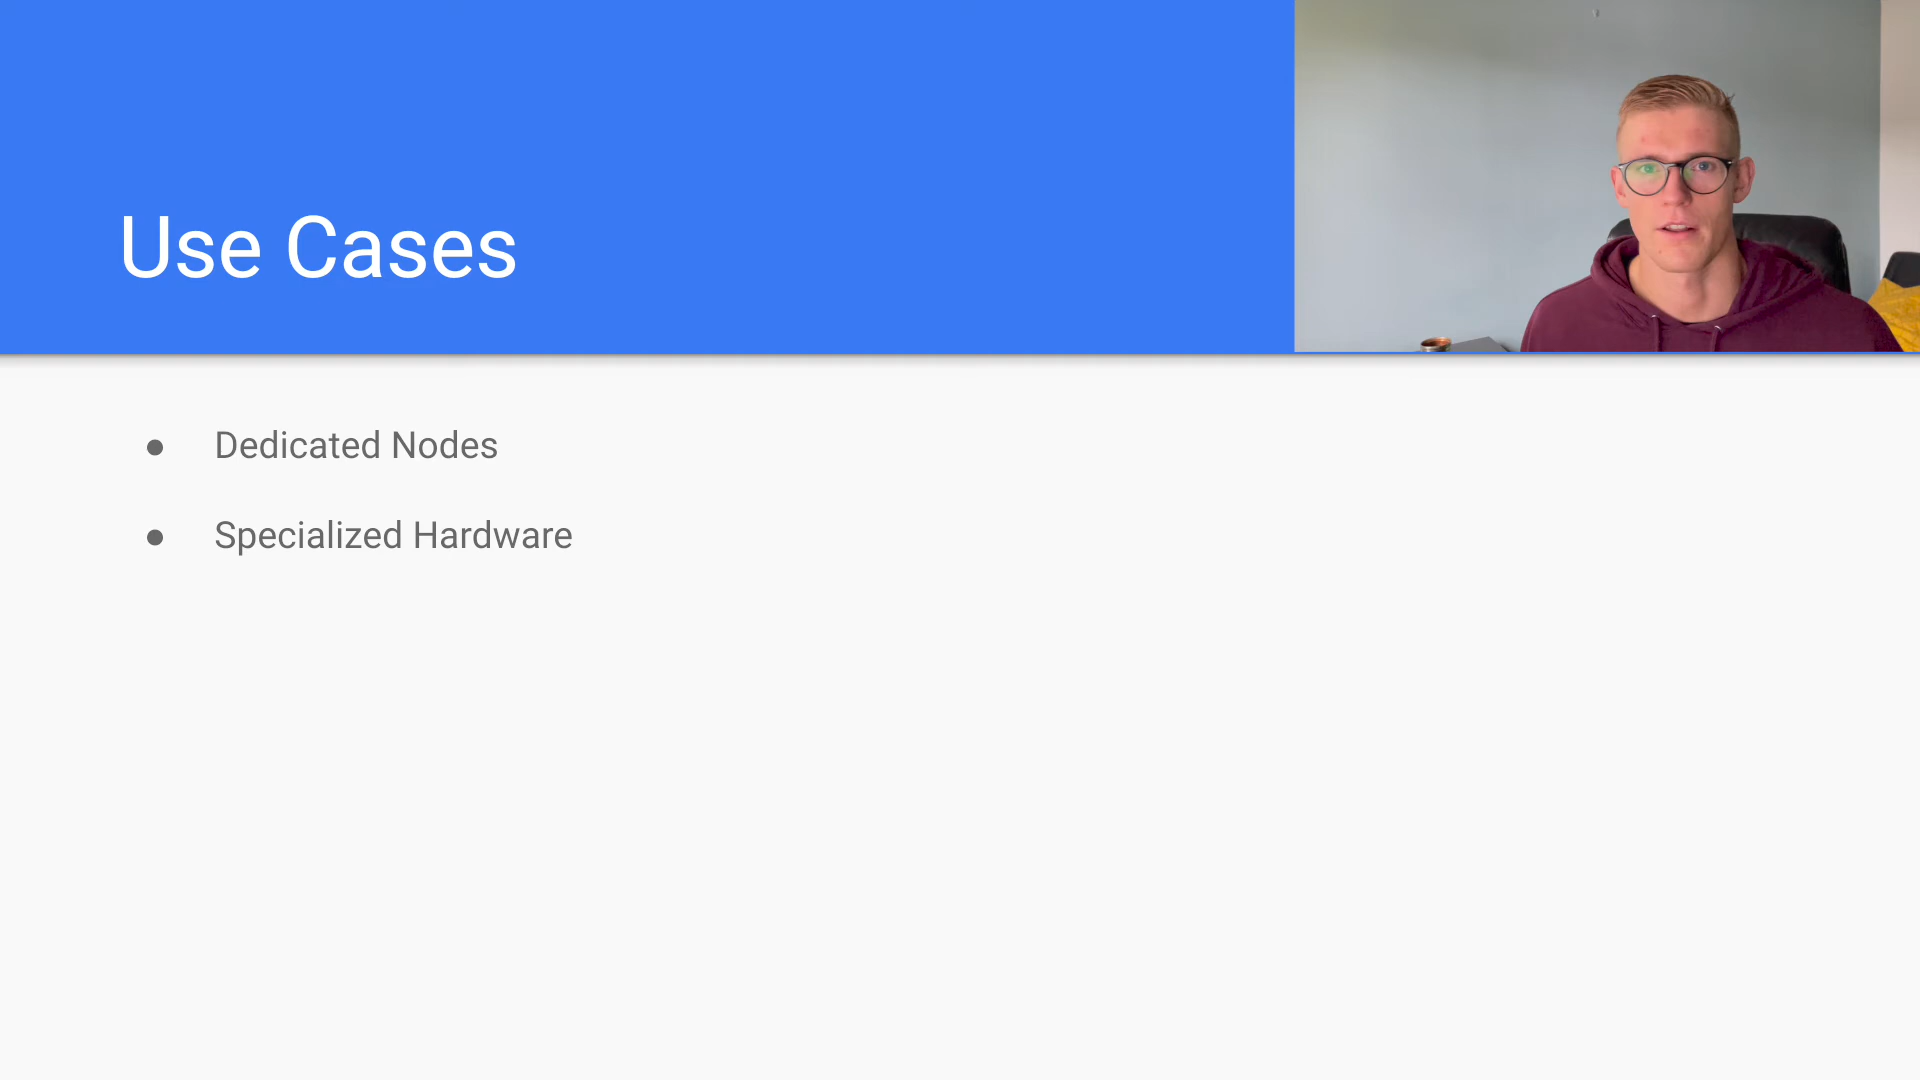 Use Cases
● Dedicated Nodes
● Specialized Hardware